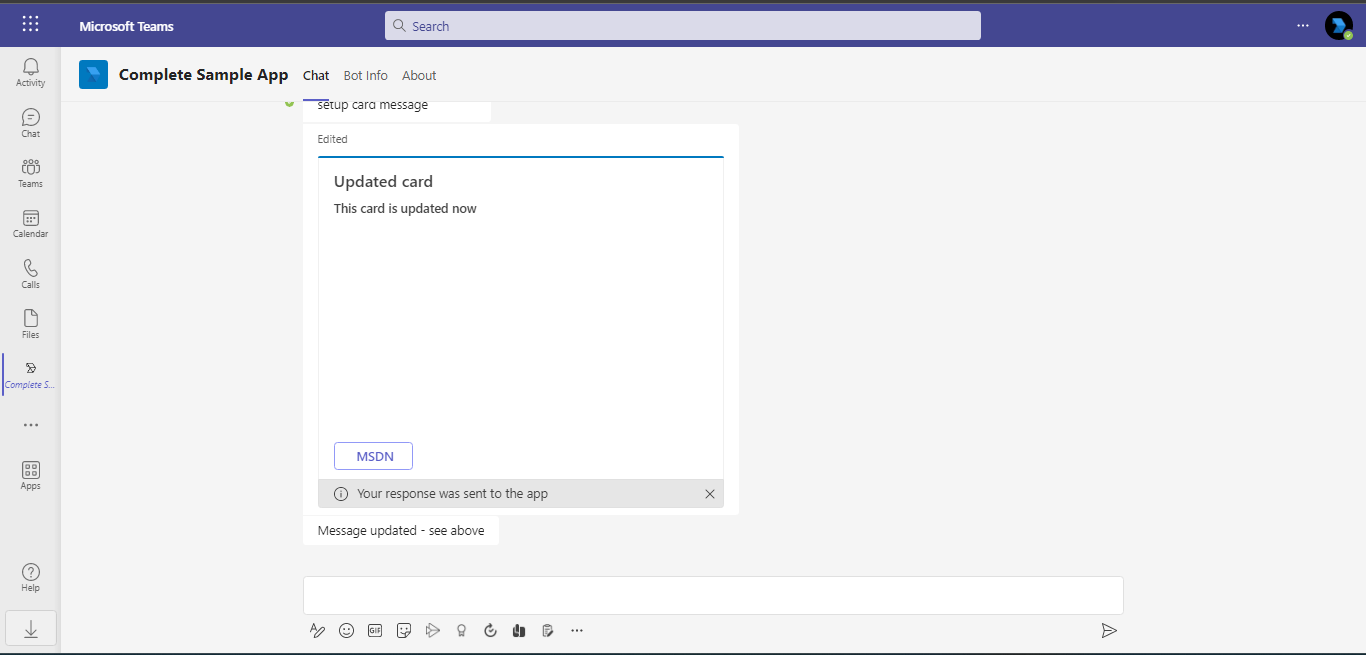 Microsoft Teams
Search
Complete Sample App Chat Bot Info About
Activity
Chat
Teams
Calendar
Calls
Files
Complete S...
Apps
Help
setup card message
Edited
Updated card
This card is updated now
MSDN
Your response was sent to the app
Message updated - see above
GIF